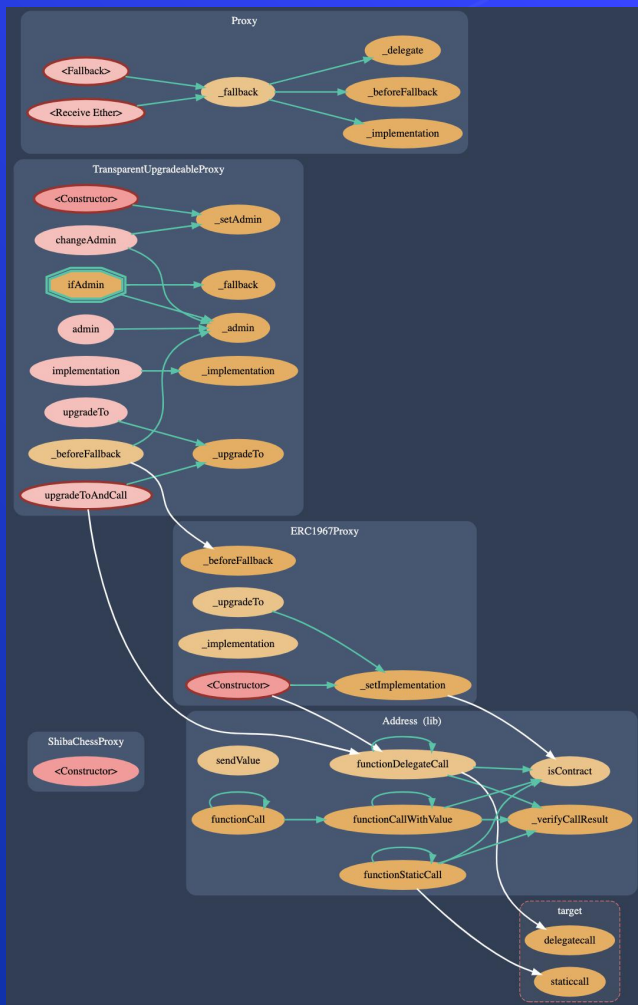 Proxy
<Fallback>
<Receive Ether>
_fallback
_delegate
_beforeFallback
_implementation
TransparentUpgradeableProxy
<Constructor>
changeAdmin
ifAdmin
admin
implementation
upgradeTo
_beforeFallback
upgradeToAndCall
_setAdmin
_fallback
_admin
_implementation
_upgradeTo
ERC1967Proxy
_beforeFallback
_upgradeTo
_implementation
<Constructor>
_setImplementation
ShibaChessProxy
<Constructor>
Address (lib)
sendValue
functionCall
functionDelegateCall
functionCallWithValue
functionStaticCall
isContract
_verifyCallResult
target
delegatecall
staticcall